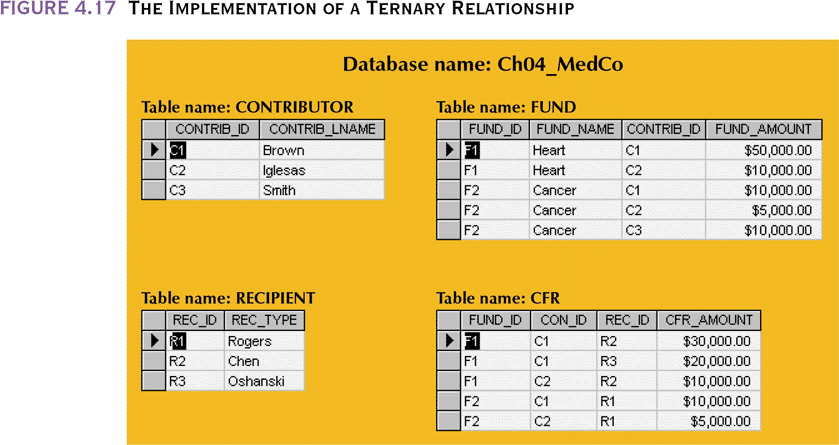 FIGURE 4.17 THE IMPLEMENTATION OF A TERNARY RELATIONSHIP
Database name: Ch04_MedCo
Table name: CONTRIBUTOR
CONTRIB_ID CONTRIB_LNAME
C1 Brown
C2 Iglesas
C3 Smith
Table name: FUND
FUND_ID FUND_NAME CONTRIB_ID FUND_AMOUNT
F1 Heart C1 $50,000.00
F1 Heart C2 $10,000.00
F2 Cancer C1 $10,000.00
F2 Cancer C2 $5,000.00
F2 Cancer C3 $10,000.00
Table name: RECIPIENT
REC_ID REC_TYPE
R1 Rogers
R2 Chen
R3 Oshanski
Table name: CFR
FUND_ID CON_ID REC_ID CFR_AMOUNT
F1 C1 R2 $30,000.00
F1 C1 R3 $20,000.00
F1 C2 R2 $10,000.00
F2 C1 R1 $10,000.00
F2 C2 R1 $5,000.00